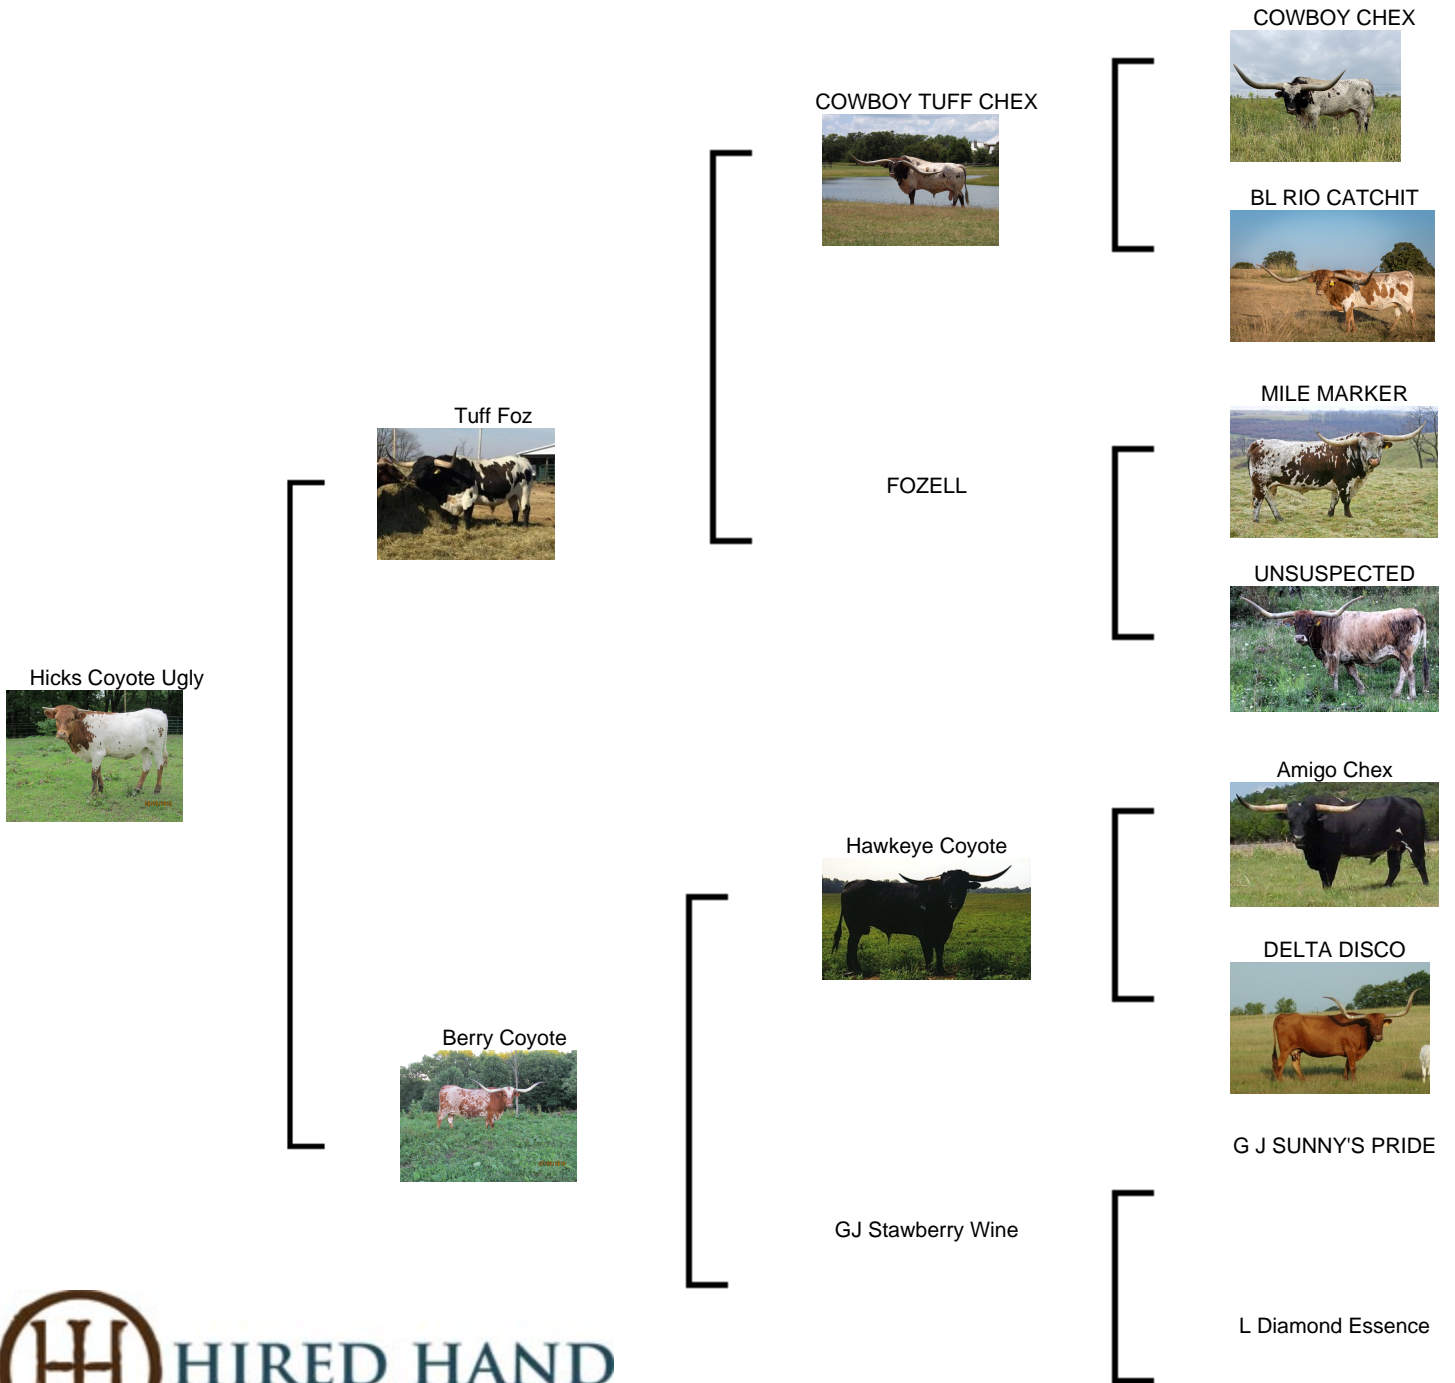 COWBOY CHEX
COWBOY TUFF CHEX
BL RIO CATCHIT
MILE MARKER
Tuff Foz
FOZELL
UNSUSPECTED
Hicks Coyote Ugly
Amigo Chex
Hawkeye Coyote
DELTA DISCO
Berry Coyote
G J SUNNY'S PRIDE
GJ Stawberry Wine
L Diamond Essence
HIRED HAND